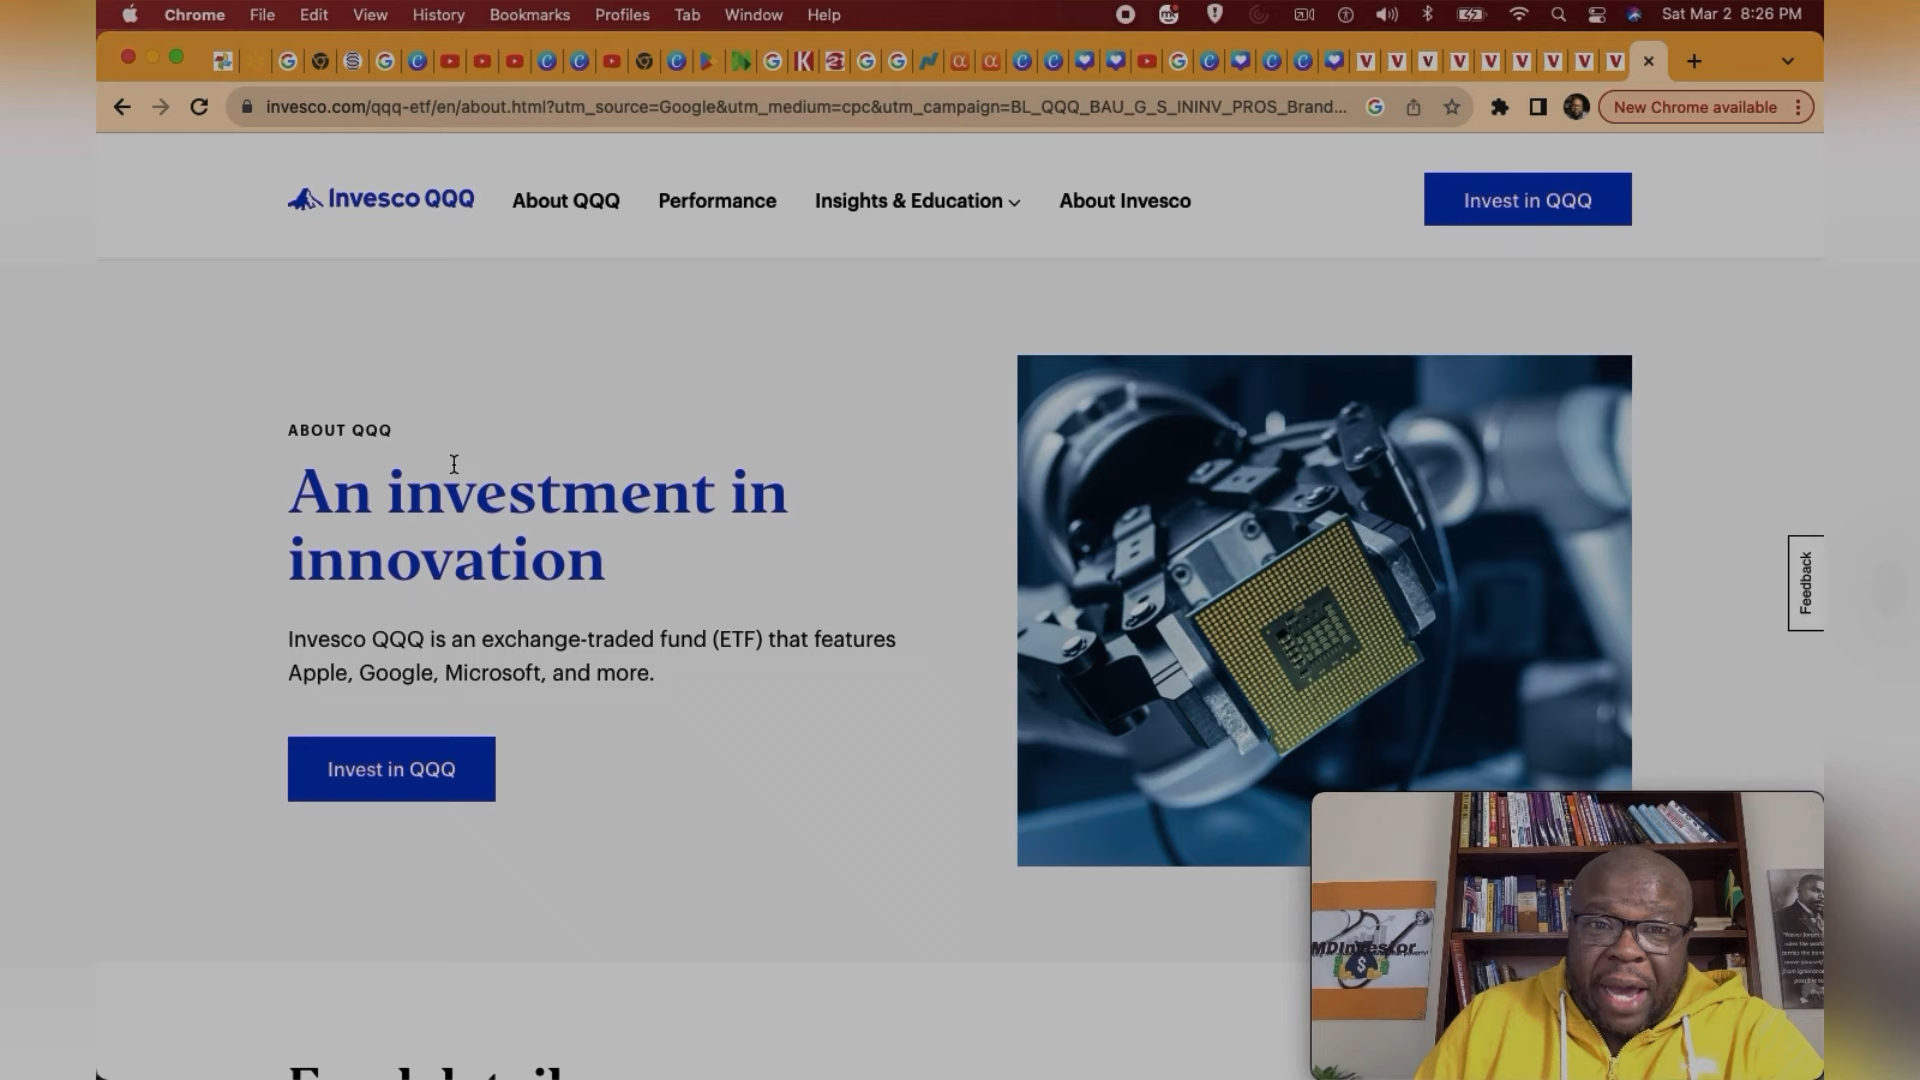 Chrome File Edit View History Bookmarks Profiles Tab Window Help Sat Mar 2 8:26 PM
invesco.com/qqq-etf/en/about.html?utm_source=Google&utm_medium=cpc&utm_campaign=BL_QQQ_BAU_G_S_ININV_PROS_Brand...
New Chrome available
Invesco QQQ
About QQQ
Performance
Insights & Education
About Invesco
Invest in QQQ
ABOUT QQQ
An investment in
innovation
Invesco QQQ is an exchange-traded fund (ETF) that features
Apple, Google, Microsoft, and more.
Invest in QQQ
Feedback
MDInvestor